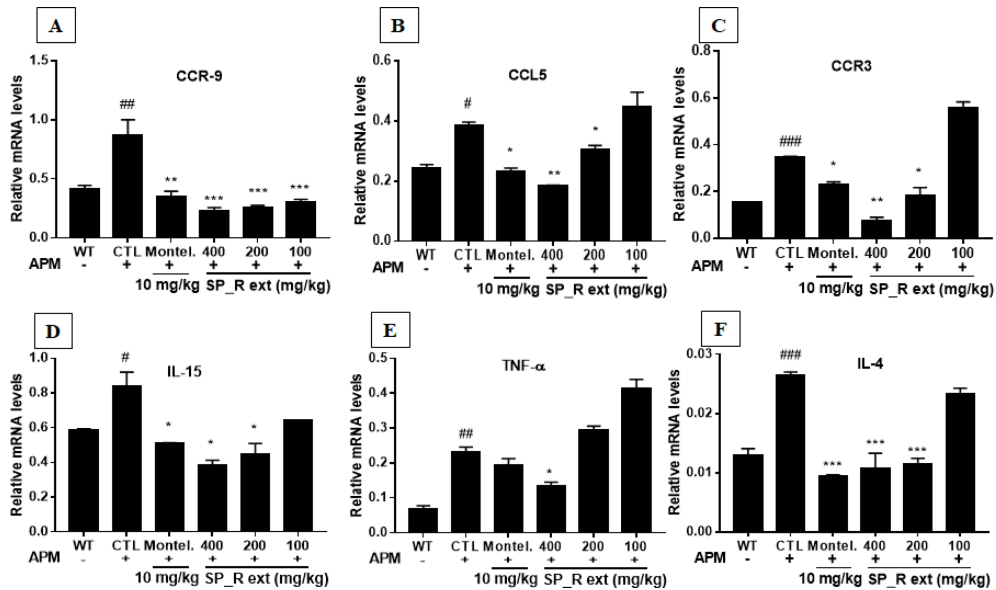 A
CCR-9
Relative mRNA levels
1.5
1.0
0.5
0.0
##
** *** *** ***
WT CTL Montel. 400 200 100
APM - + + + + +
10 mg/kg SP_R ext (mg/kg)
B
CCL5
Relative mRNA levels
0.6
0.4
0.2
0.0
#
* ** *
WT CTL Montel. 400 200 100
APM - + + + + +
10 mg/kg SP_R ext (mg/kg)
C
CCR3
Relative mRNA levels
0.8
0.6
0.4
0.2
0.0
###
* ** *
WT CTL Montel. 400 200 100
APM - + + + + +
10 mg/kg SP_R ext (mg/kg)
D
IL-15
Relative mRNA levels
1.0
0.8
0.6
0.4
0.2
0.0
#
* * *
WT CTL Montel. 400 200 100
APM - + + + + +
10 mg/kg SP_R ext (mg/kg)
E
TNF-α
Relative mRNA levels
0.5
0.4
0.3
0.2
0.1
0.0
##
*
WT CTL Montel. 400 200 100
APM - + + + + +
10 mg/kg SP_R ext (mg/kg)
F
IL-4
Relative mRNA levels
0.03
0.02
0.01
0.00
###
*** *** ***
WT CTL Montel. 400 200 100
APM - + + + + +
10 mg/kg SP_R ext (mg/kg)